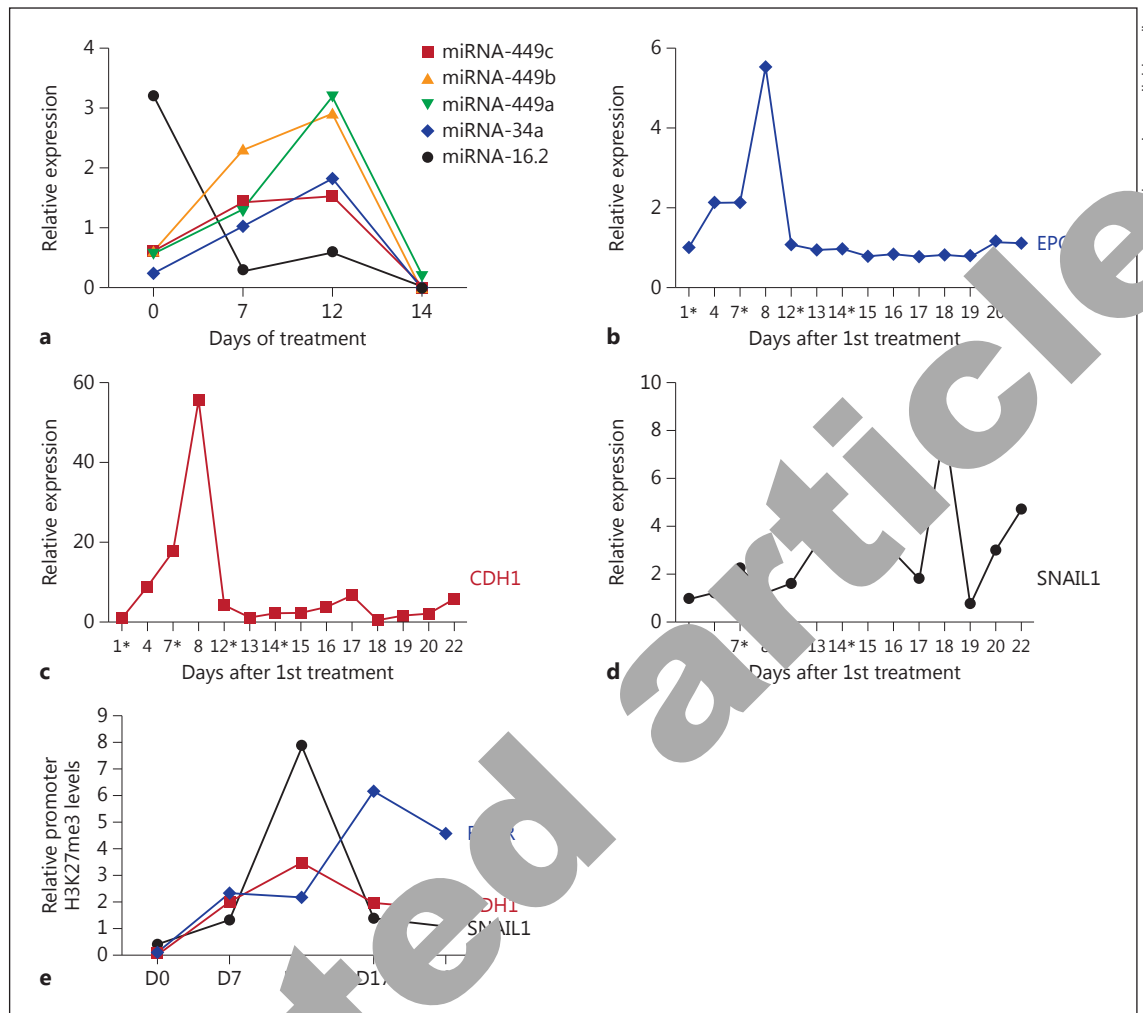 4
3
2
1
0
Relative expression
miRNA-449c
miRNA-449b
miRNA-449a
miRNA-34a
miRNA-16.2
0 7 12 14
Days of treatment
a
6
4
2
0
Relative expression
1* 4 7* 8 12* 13 14* 15 16 17 18 19
Days after 1st treatment
b
60
40
20
0
Relative expression
CDH1
1* 4 7* 8 12* 13 14* 15 16 17 18 19 20 22
Days after 1st treatment
c
10
8
6
4
2
0
Relative expression
SNAIL1
7* 13 14* 15 16 17 18 19 20 22
Days after 1st treatment
d
9
8
7
6
5
4
3
2
1
0
Relative promoter
H3K27me3 levels
SNAIL1
D0 D7
e
article